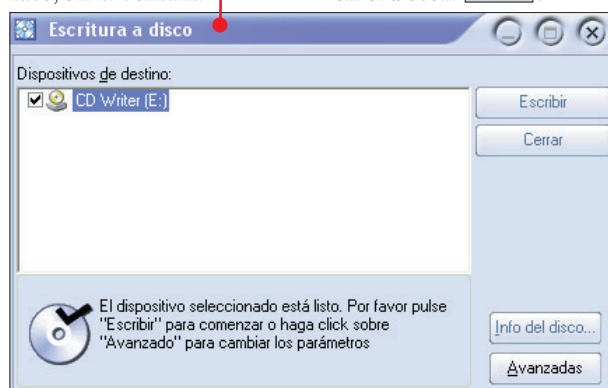 Escritura a disco
Dispositivos de destino:
CD Writer (E:)
Escribir
Cerrar
El dispositivo seleccionado está listo. Por favor pulse
"Escribir" para comenzar o haga click sobre
"Avanzado" para cambiar los parámetros
Info del disco...
Avanzadas